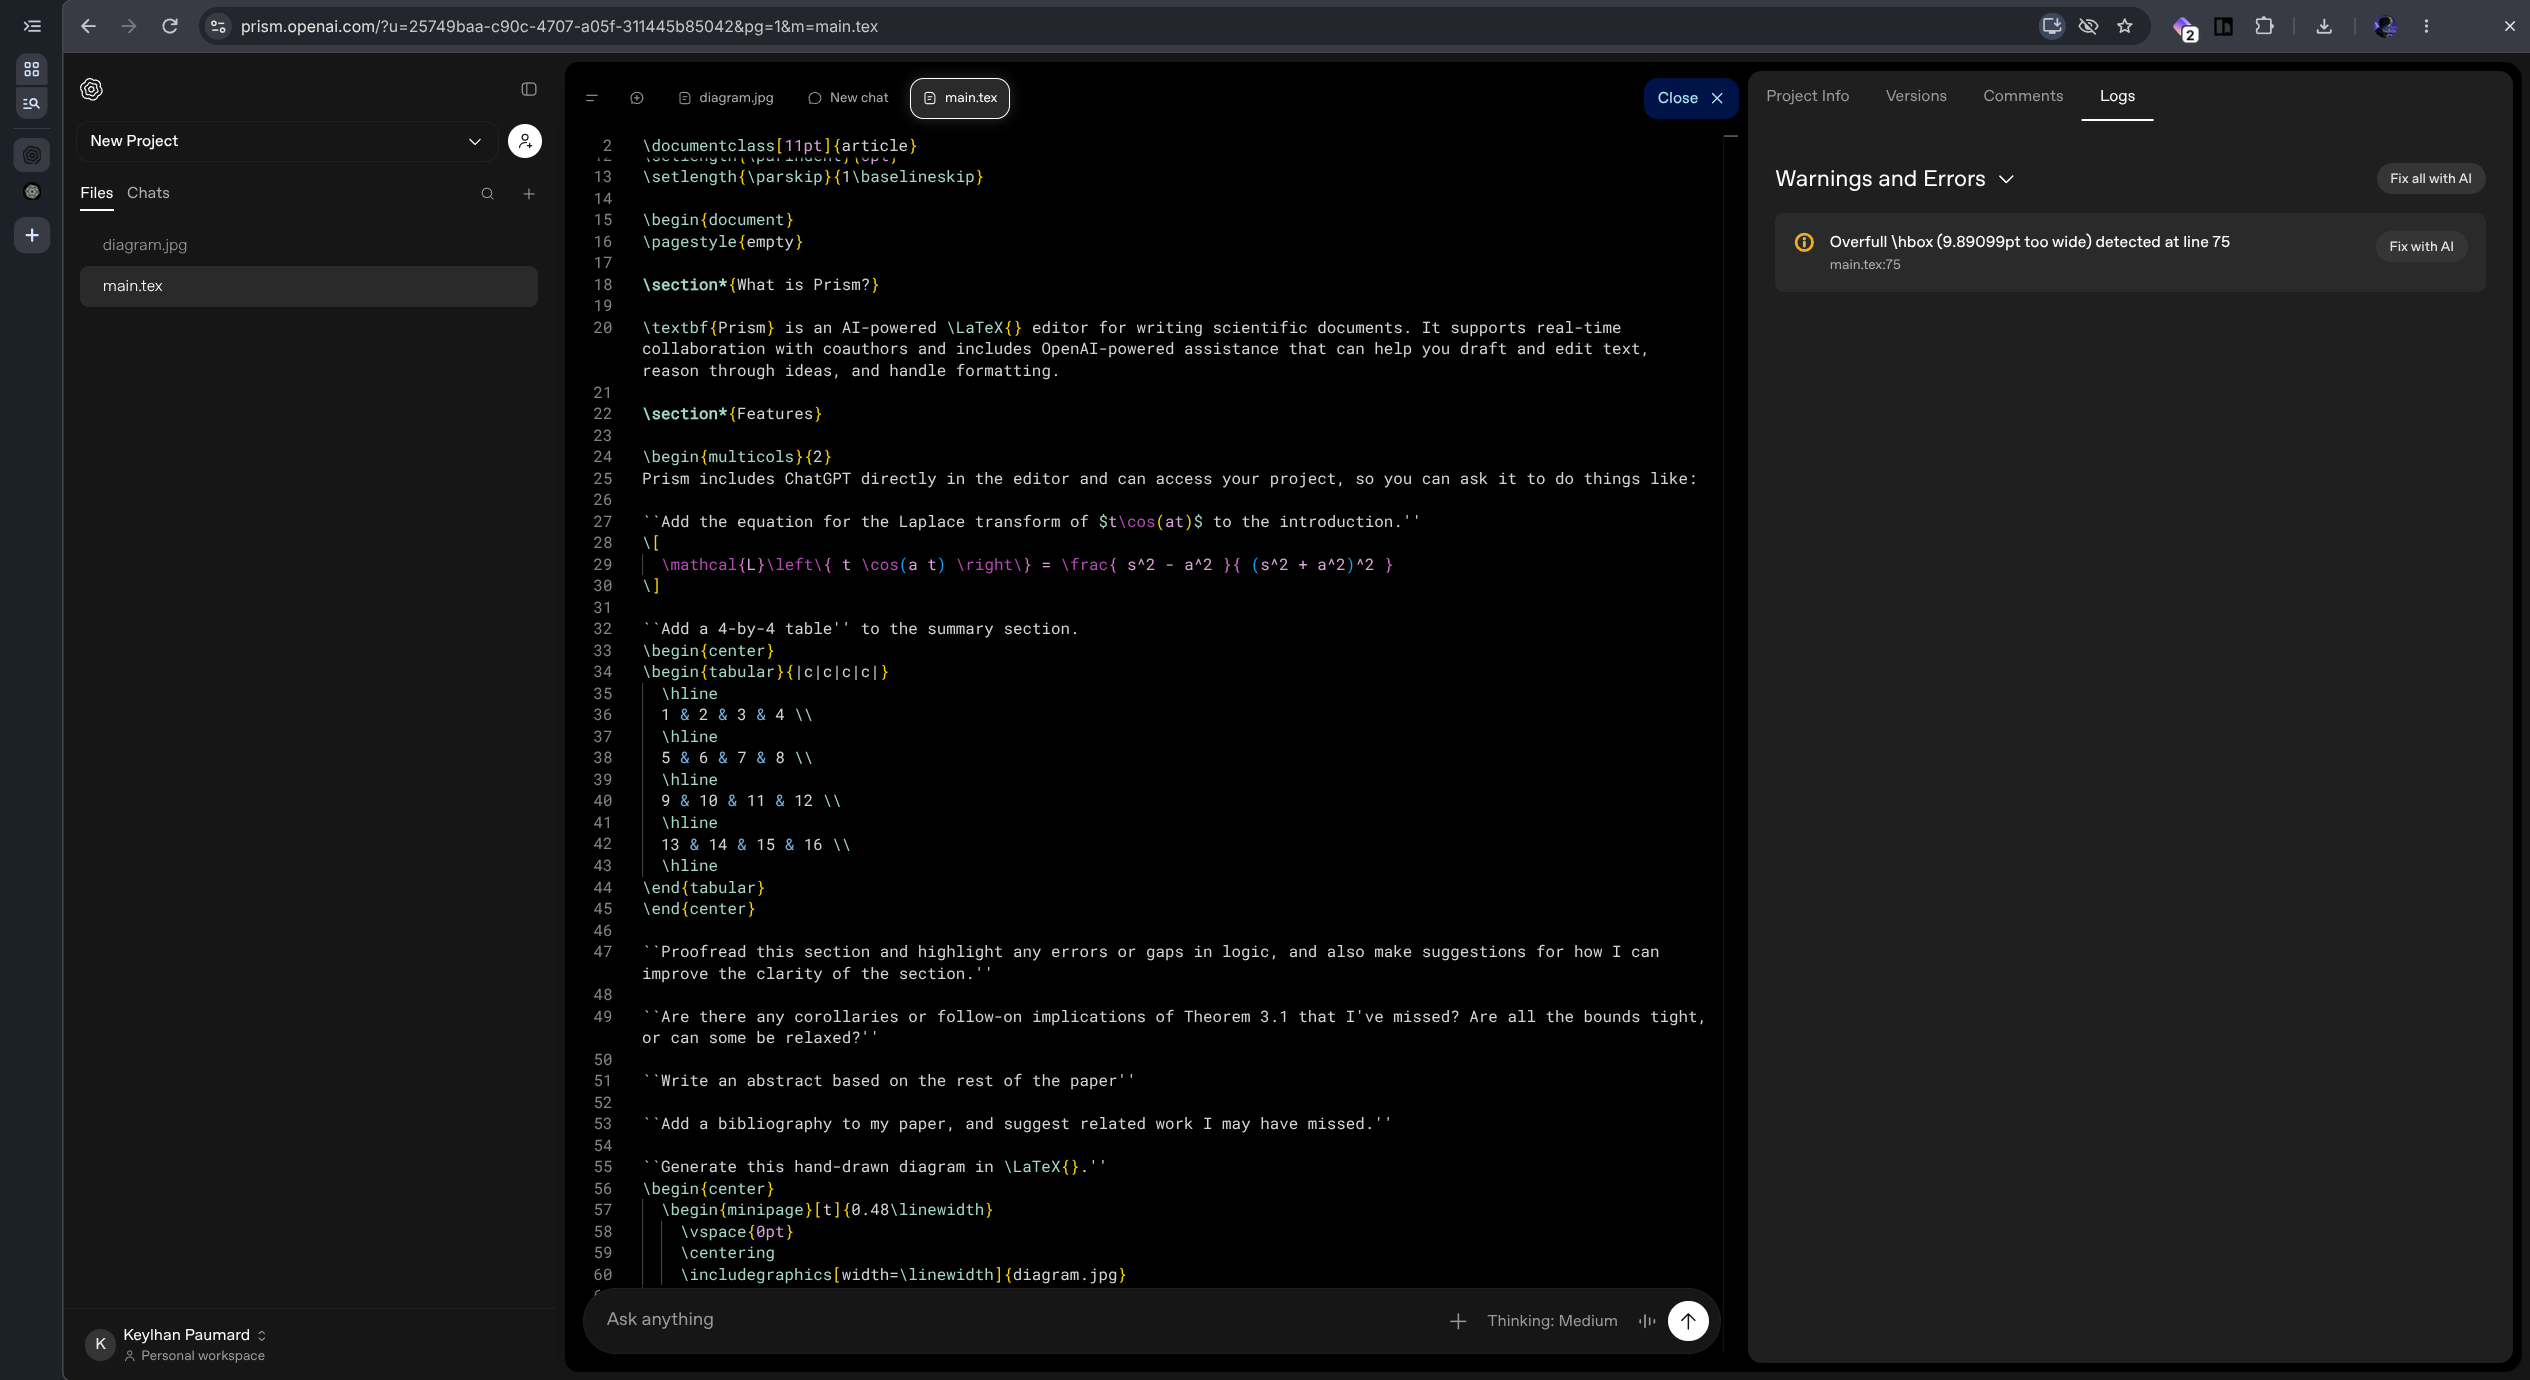 prism.openai.com/?u=25749baa-c90c-4707-a05f-311445b85042&pg=1&m=main.tex
2
New Project
Files
Chats
diagram.jpg
main.tex
K
Keylhan Paumard
Personal workspace
diagram.jpg
New chat
main.tex
Close
2 \documentclass[11pt]{article}
12 \setlength{\parindent}{0pt}
13 \setlength{\parskip}{1\baselineskip}
14
15 \begin{document}
16 \pagestyle{empty}
17
18 \section*{What is Prism?}
19
20 \textbf{Prism} is an AI-powered \LaTeX{} editor for writing scientific documents. It supports real-time
collaboration with coauthors and includes OpenAI-powered assistance that can help you draft and edit text,
reason through ideas, and handle formatting.
21
22 \section*{Features}
23
24 \begin{multicols}{2}
25 Prism includes ChatGPT directly in the editor and can access your project, so you can ask it to do things like:
26
27 ``Add the equation for the Laplace transform of $t\cos(at)$ to the introduction.''
28 \[
29 \mathcal{L}\left\{ t \cos(a t) \right\} = \frac{ s^2 - a^2 }{ (s^2 + a^2)^2 }
30 \]
31
32 ``Add a 4-by-4 table'' to the summary section.
33 \begin{center}
34 \begin{tabular}{|c|c|c|c|}
35 \hline
36 1 & 2 & 3 & 4 \\
37 \hline
38 5 & 6 & 7 & 8 \\
39 \hline
40 9 & 10 & 11 & 12 \\
41 \hline
42 13 & 14 & 15 & 16 \\
43 \hline
44 \end{tabular}
45 \end{center}
46
47 ``Proofread this section and highlight any errors or gaps in logic, and also make suggestions for how I can
improve the clarity of the section.''
48
49 ``Are there any corollaries or follow-on implications of Theorem 3.1 that I've missed? Are all the bounds tight,
or can some be relaxed?''
50
51 ``Write an abstract based on the rest of the paper''
52
53 ``Add a bibliography to my paper, and suggest related work I may have missed.''
54
55 ``Generate this hand-drawn diagram in \LaTeX{}.''
56 \begin{center}
57 \begin{minipage}[t]{0.48\linewidth}
58 \vspace{0pt}
59 \centering
60 \includegraphics[width=\linewidth]{diagram.jpg}
Ask anything
Thinking: Medium
Project Info
Versions
Comments
Logs
Warnings and Errors
Fix all with AI
Overfull \hbox (9.89099pt too wide) detected at line 75
main.tex:75
Fix with AI